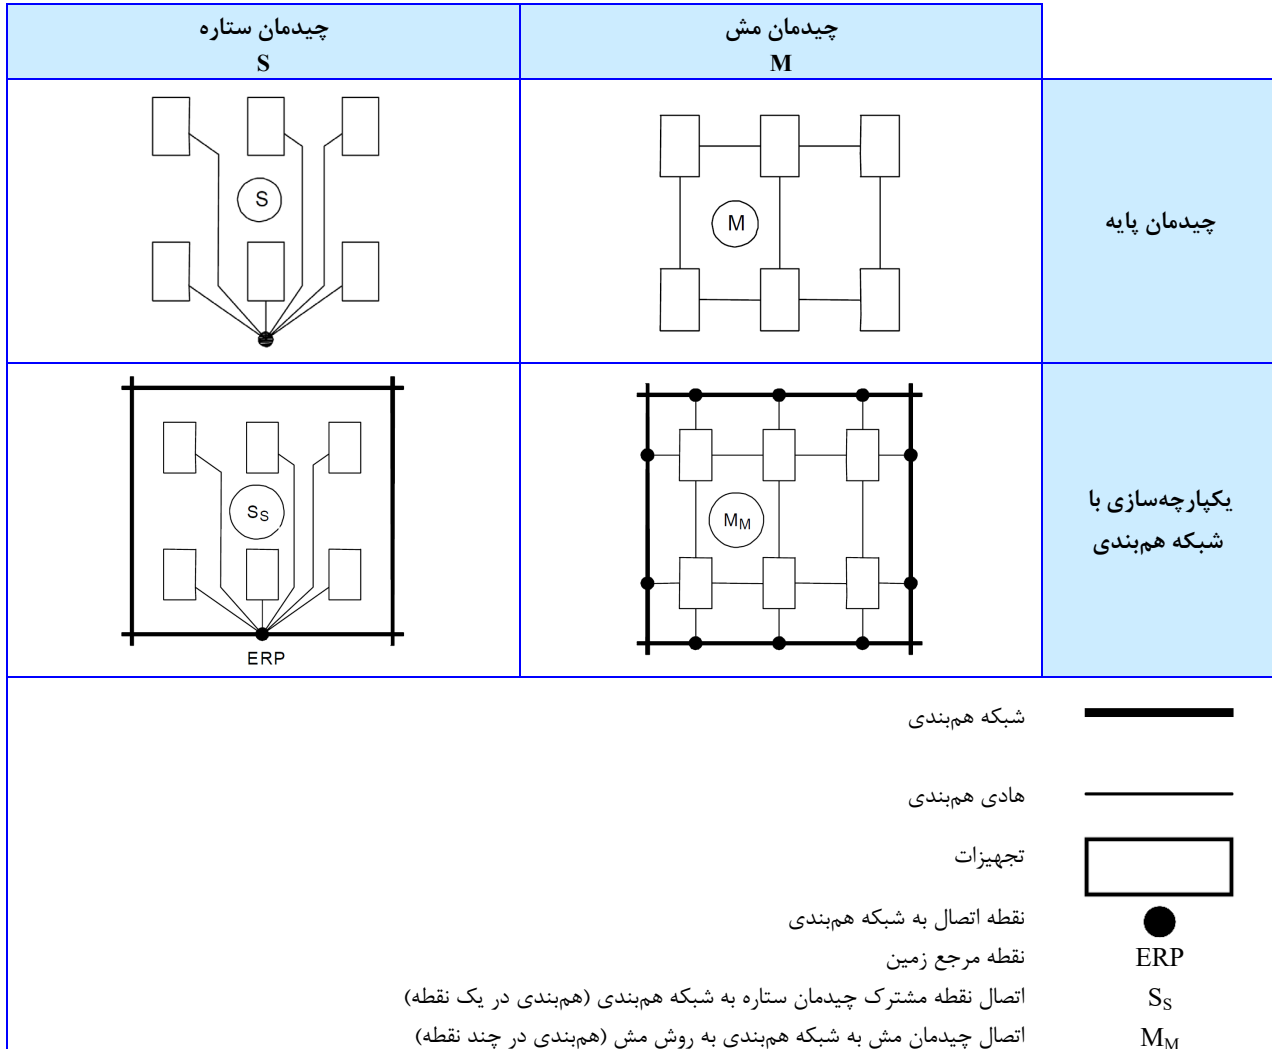 چیدمان مش
M
چیدمان ستاره
S
چیدمان پایه
M
S
یکپارچه‌سازی با
شبکه هم‌بندی
MM
SS
ERP
شبکه هم‌بندی
هادی هم‌بندی
تجهیزات
نقطه اتصال به شبکه هم‌بندی
ERP نقطه مرجع زمین
SS اتصال نقطه مشترک چیدمان ستاره به شبکه هم‌بندی (هم‌بندی در یک نقطه)
MM اتصال چیدمان مش به شبکه هم‌بندی به روش مش (هم‌بندی در چند نقطه)